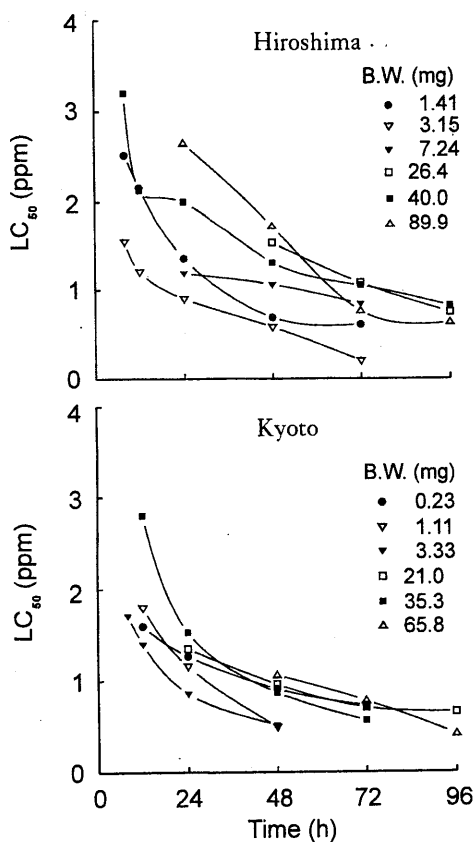 Hiroshima
B.W. (mg)
1.41
3.15
7.24
26.4
40.0
89.9
4
3
2
1
0
LC50 (ppm)
Kyoto
B.W. (mg)
0.23
1.11
3.33
21.0
35.3
65.8
4
3
2
1
0
LC50 (ppm)
0 24 48 72 96
Time (h)